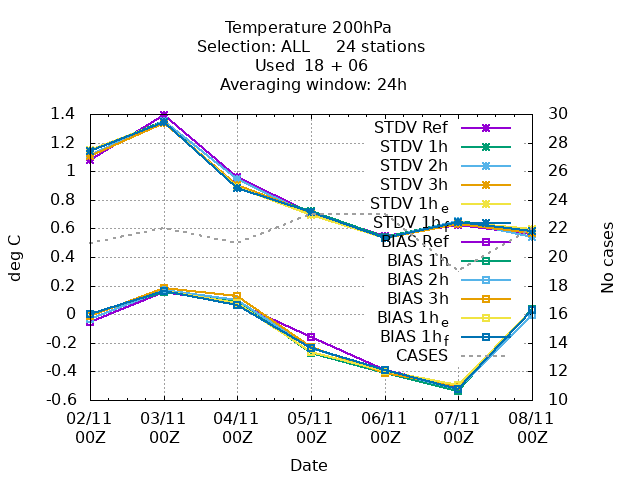 Temperature 200hPa
Selection: ALL 24 stations
Used 18 + 06
Averaging window: 24h
1.4
1.2
1
0.8
0.6
0.4
0.2
0
-0.2
-0.4
-0.6
deg C
30
28
26
24
22
20
18
16
14
12
10
No cases
STDV Ref
STDV 1h
STDV 2h
STDV 3h
STDV 1h e
STDV 1h f
BIAS Ref
BIAS 1h
BIAS 2h
BIAS 3h
BIAS 1h e
BIAS 1h f
CASES
02/11 03/11 04/11 05/11 06/11 07/11 08/11
00Z 00Z 00Z 00Z 00Z 00Z 00Z
Date